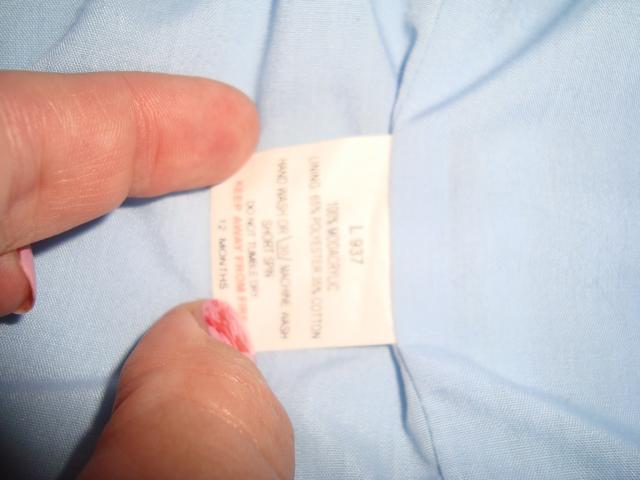 L 937
100% MODACRYLIC
LINING 65% POLYESTER 35% COTTON
HAND WASH OR MACHINE WASH
SHORT SPIN
DO NOT TUMBLE DRY
KEEP AWAY FROM FIRE
12 MONTHS